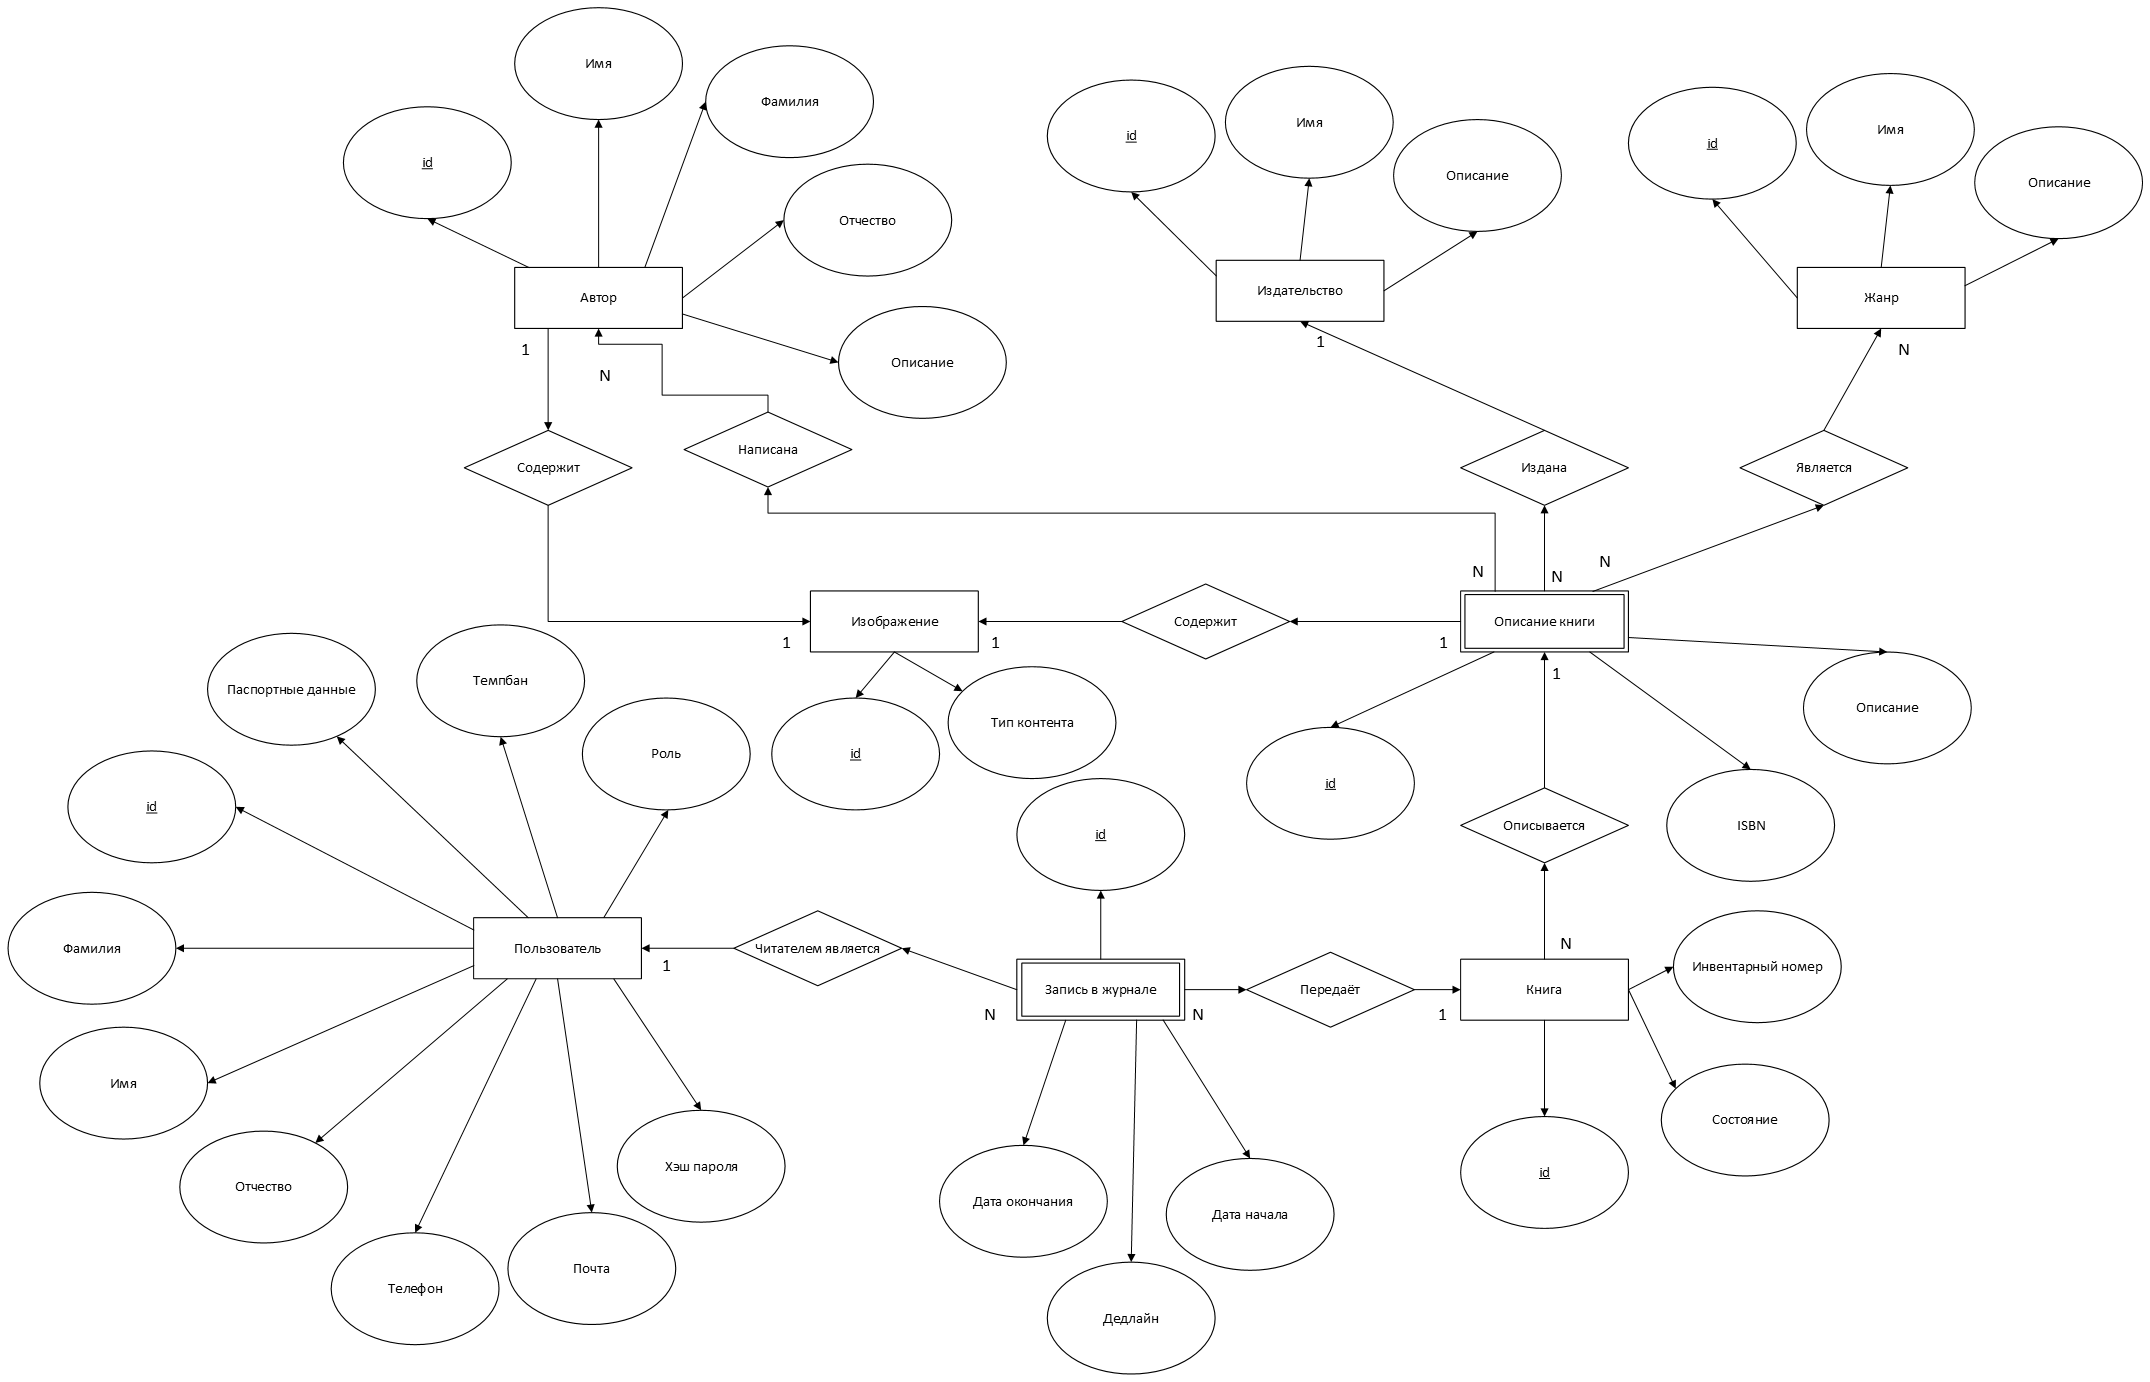 Имя
Фамилия
id
Отчество
Автор
Описание
1
N
Содержит
Написана
id
Имя
Описание
Издательство
1
Издана
id
Имя
Описание
Жанр
N
Является
N
N
N
Изображение
1
1
Содержит
1
Описание книги
1
id
Тип контента
id
ISBN
Описание
Описывается
Паспортные данные
Темпбан
Роль
id
Фамилия
Пользователь
1
Читателем является
Имя
Отчество
Телефон
Почта
Хэш пароля
id
Запись в журнале
N
N
Передаёт
1
N
Книга
Инвентарный номер
Состояние
id
Дата окончания
Дата начала
Дедлайн